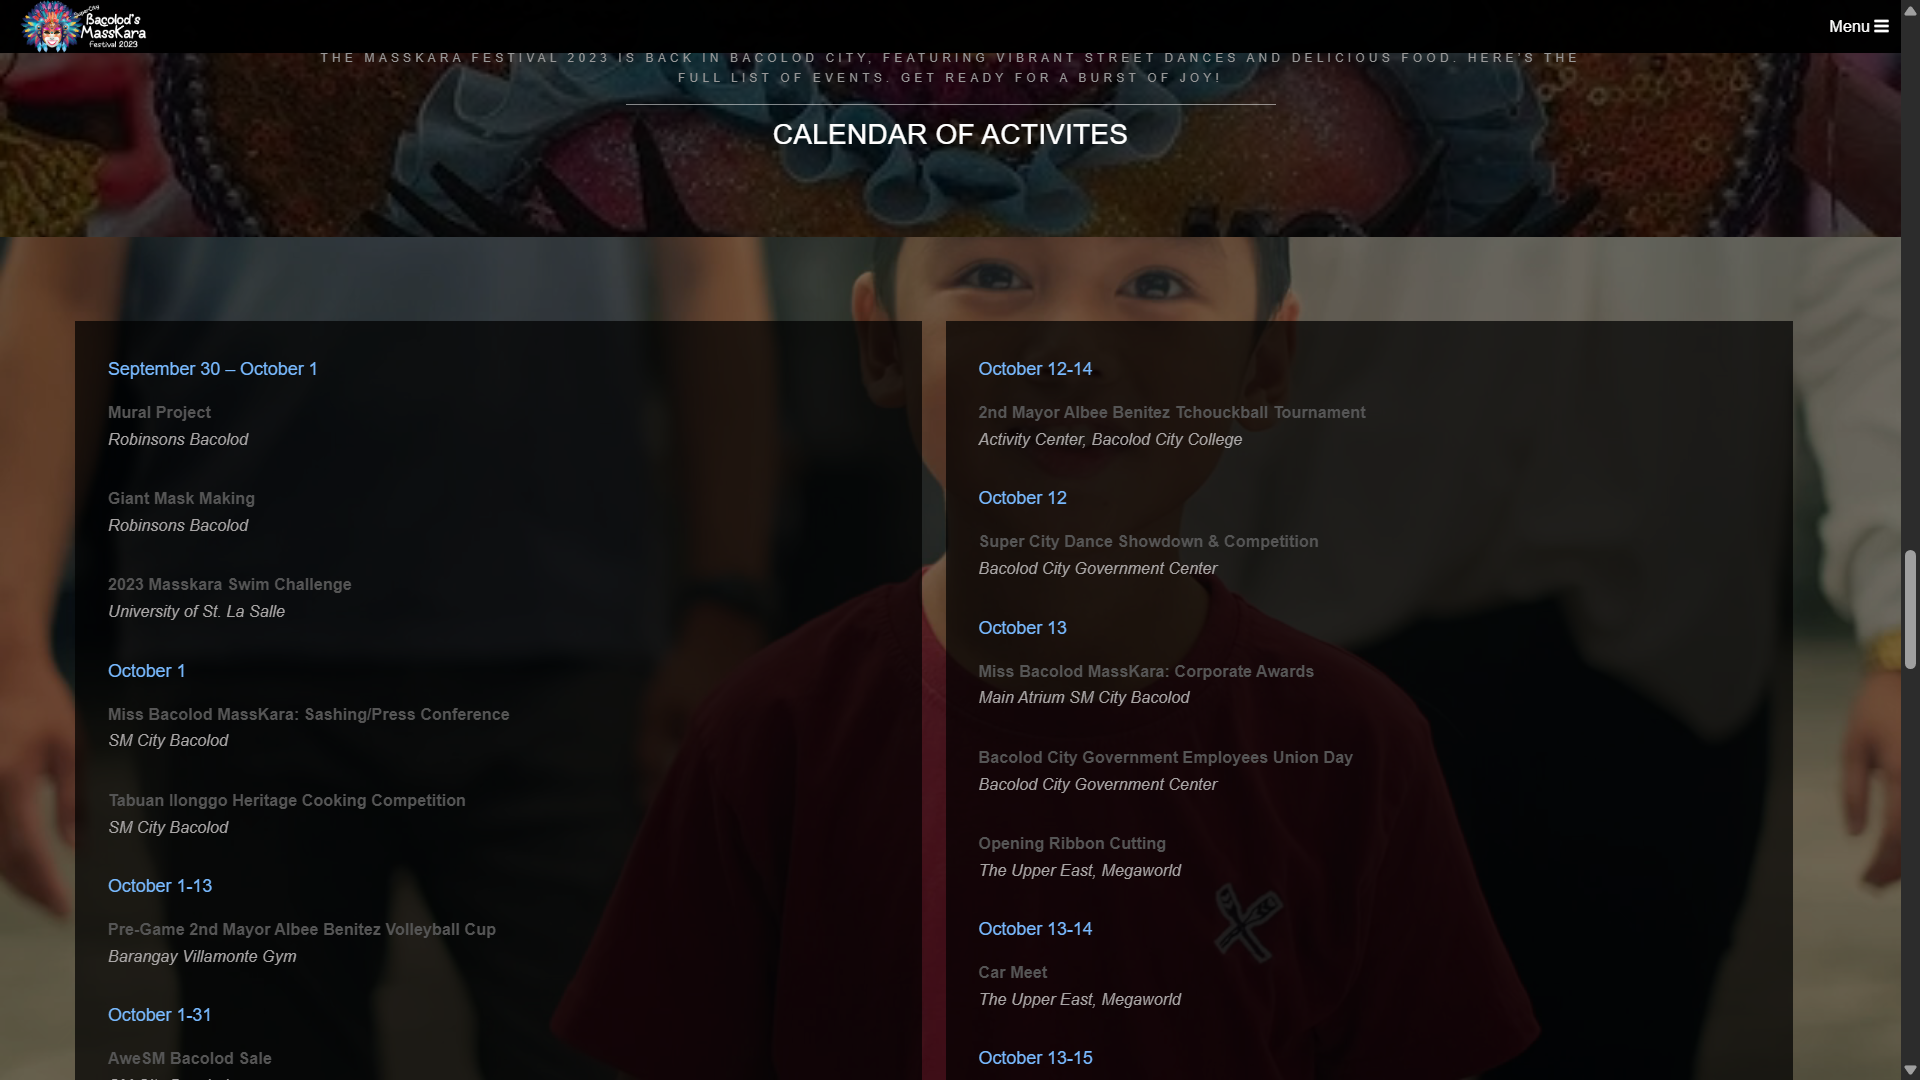 SuperCity
Bacolod's
MassKara
Festival 2023
Menu
THE MASSKARA FESTIVAL 2023 IS BACK IN BACOLOD CITY, FEATURING VIBRANT STREET DANCES AND DELICIOUS FOOD. HERE'S THE
FULL LIST OF EVENTS. GET READY FOR A BURST OF JOY!
CALENDAR OF ACTIVITES
September 30 – October 1
Mural Project
Robinsons Bacolod
Giant Mask Making
Robinsons Bacolod
2023 Masskara Swim Challenge
University of St. La Salle
October 1
Miss Bacolod MassKara: Sashing/Press Conference
SM City Bacolod
Tabuan Ilonggo Heritage Cooking Competition
SM City Bacolod
October 1-13
Pre-Game 2nd Mayor Albee Benitez Volleyball Cup
Barangay Villamonte Gym
October 1-31
AweSM Bacolod Sale
October 12-14
2nd Mayor Albee Benitez Tchouckball Tournament
Activity Center, Bacolod City College
October 12
Super City Dance Showdown & Competition
Bacolod City Government Center
October 13
Miss Bacolod MassKara: Corporate Awards
Main Atrium SM City Bacolod
Bacolod City Government Employees Union Day
Bacolod City Government Center
Opening Ribbon Cutting
The Upper East, Megaworld
October 13-14
Car Meet
The Upper East, Megaworld
October 13-15